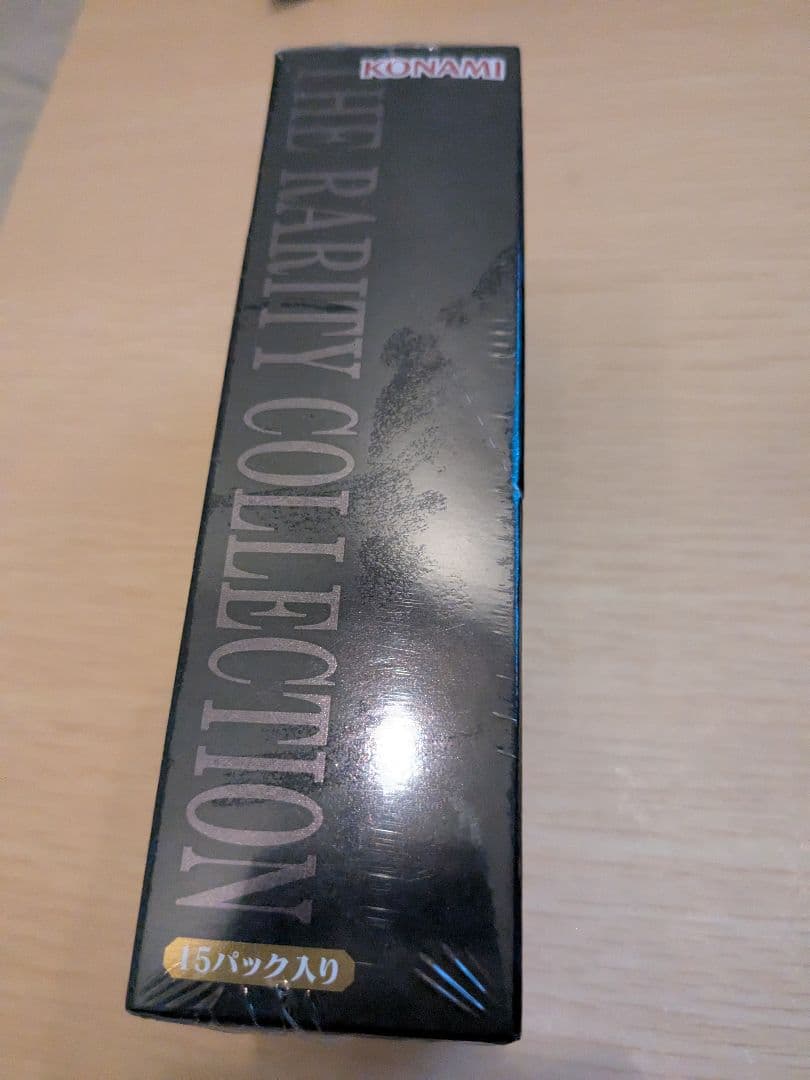 KONAMI
THE RARITY COLLECTION
15パック入り